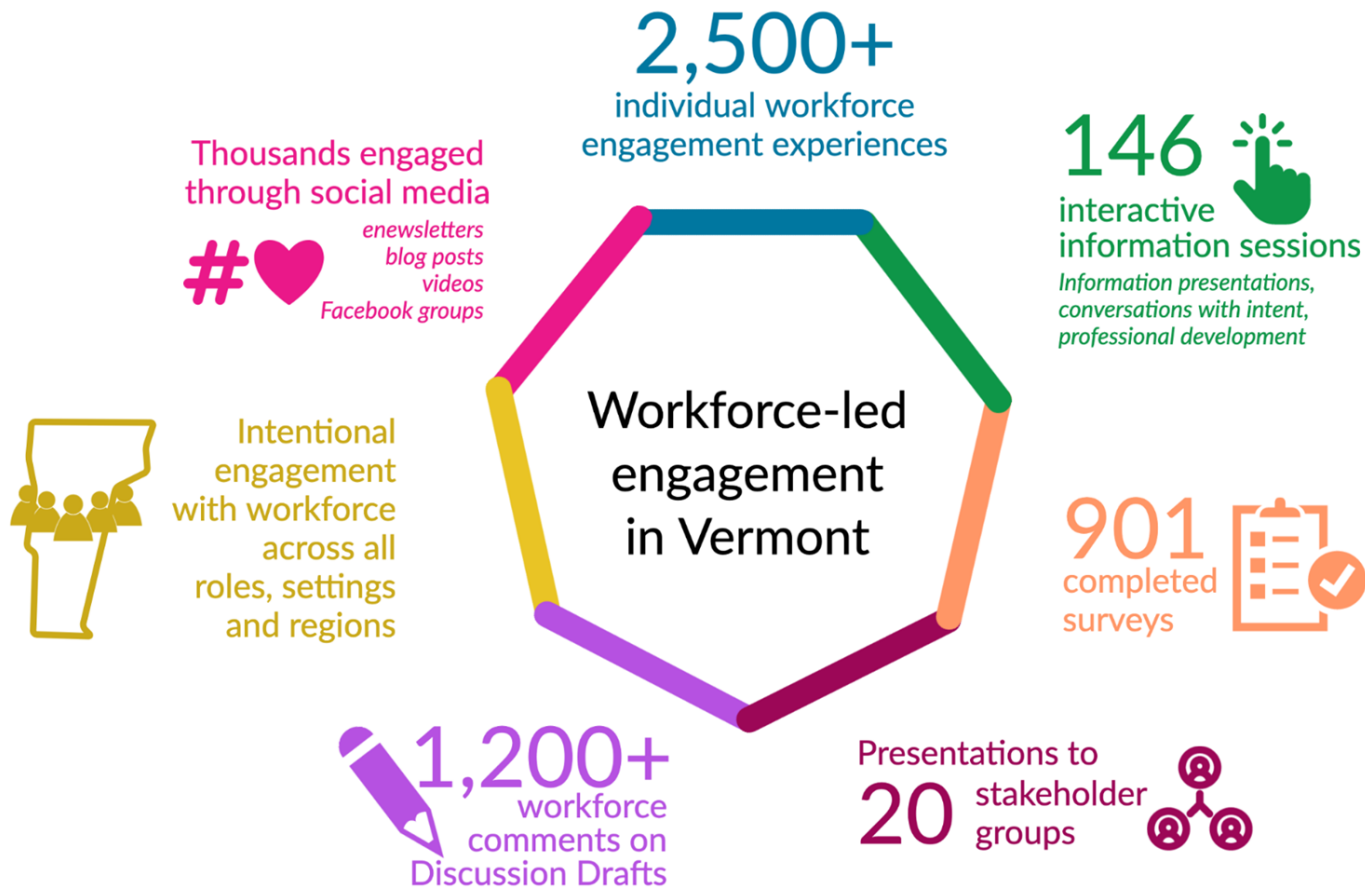 2,500+
individual workforce
engagement experiences
146
interactive
information sessions
Information presentations,
conversations with intent,
professional development
901
completed
surveys
Presentations to
20 stakeholder
groups
1,200+
workforce
comments on
Discussion Drafts
Intentional
engagement
with workforce
across all
roles, settings
and regions
Thousands engaged
through social media
#
enewsletters
blog posts
videos
Facebook groups
Workforce-led
engagement
in Vermont